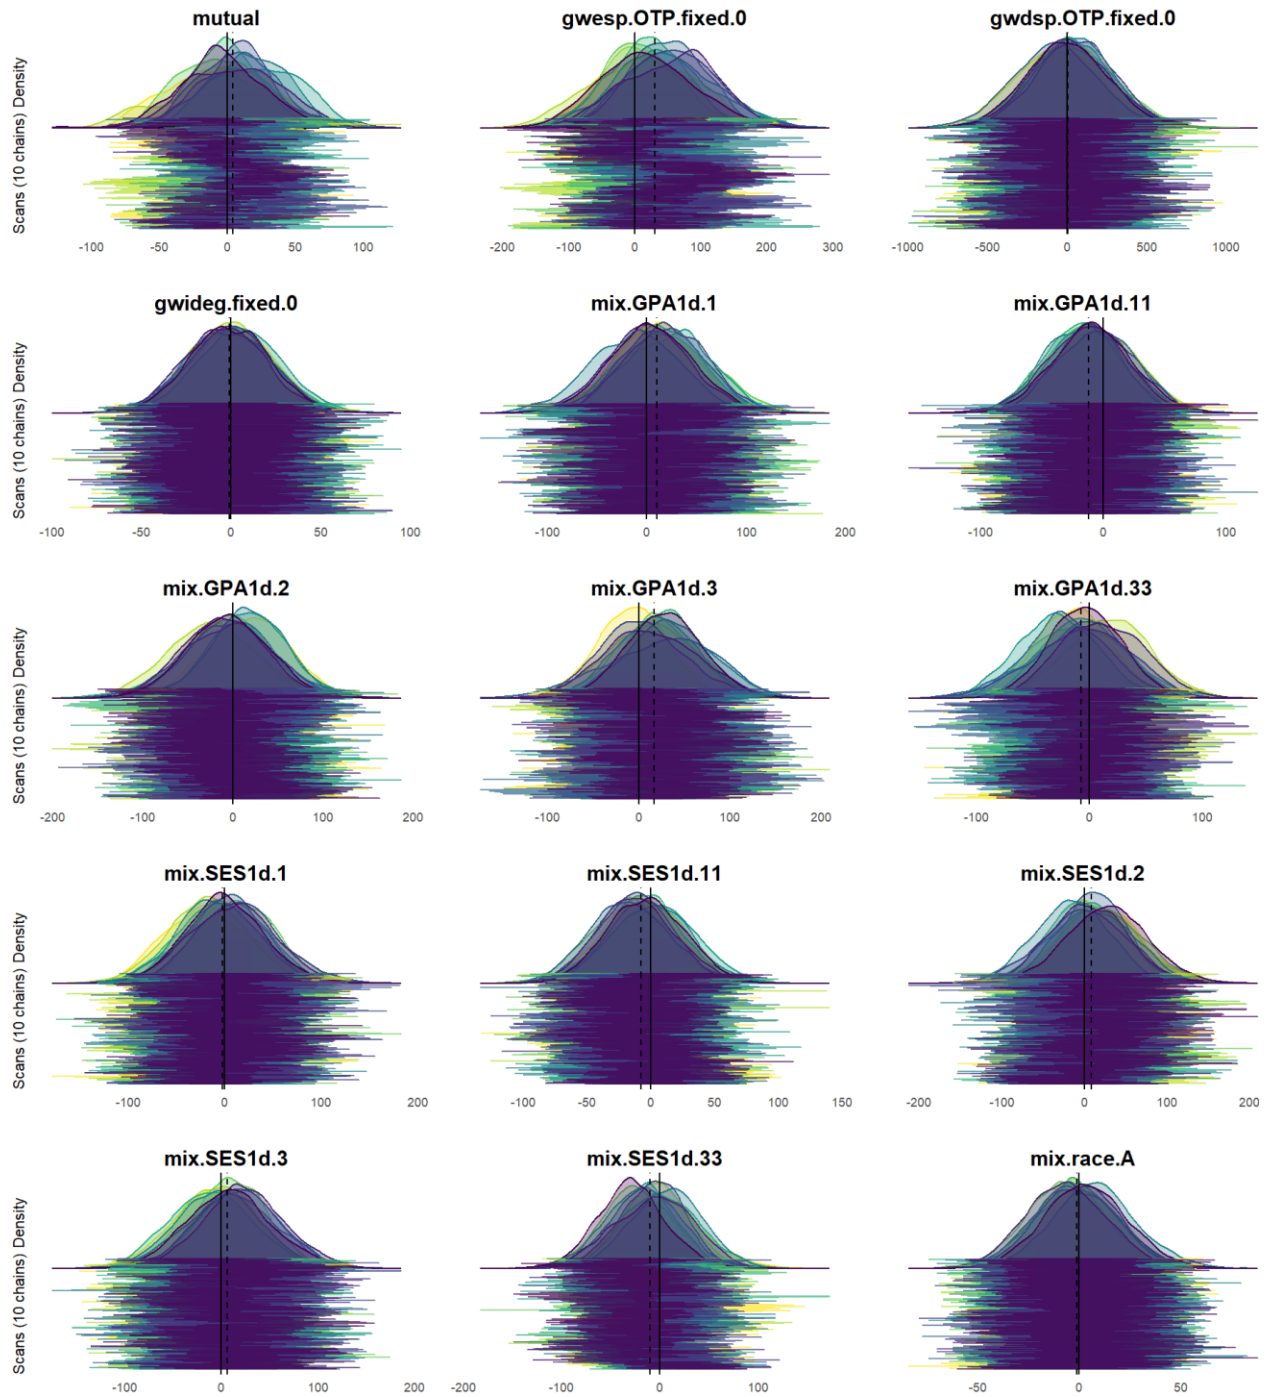 mutual gwesp.OTP.fixed.0 gwdsp.OTP.fixed.0
Scans (10 chains) Density
-100 -50 0 50 100 -200 -100 0 100 200 300 -1000 -500 0 500 1000
gwideg.fixed.0 mix.GPA1d.1 mix.GPA1d.11
Scans (10 chains) Density
-100 -50 0 50 100 -100 0 100 200 -100 0 100
mix.GPA1d.2 mix.GPA1d.3 mix.GPA1d.33
Scans (10 chains) Density
-200 -100 0 100 200 -100 0 100 200 -100 0 100
mix.SES1d.1 mix.SES1d.11 mix.SES1d.2
Scans (10 chains) Density
-100 0 100 200 -100 -50 0 50 100 150 -200 -100 0 100 200
mix.SES1d.3 mix.SES1d.33 mix.race.A
Scans (10 chains) Density
-100 0 100 -200 -100 0 100 -50 0 50